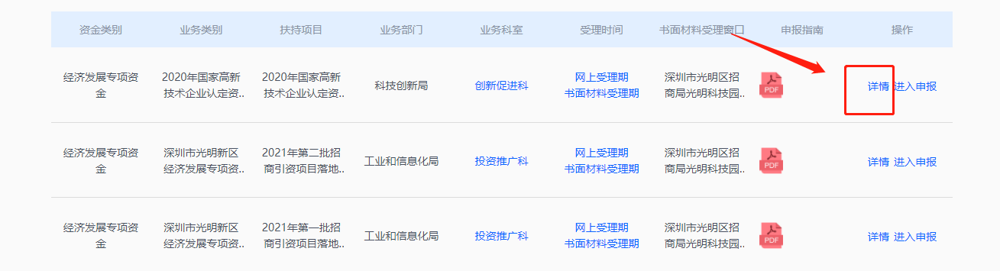 资金类别 业务类别 扶持项目 业务部门 业务科室 受理时间 书面材料受理窗口 申报指南 操作
经济发展专项资 2020年国家高新 2020年国家高新 科技创新局 创新促进科 网上受理期 深圳市光明区招 PDF 详情 进入申报
金 技术企业认定资.. 技术企业认定资.. 书面材料受理期 商局光明科技园..
经济发展专项资 深圳市光明新区 2021年第二批招 工业和信息化局 投资推广科 网上受理期 深圳市光明区招 PDF 详情 进入申报
金 经济发展专项资.. 商引资项目落地.. 书面材料受理期 商局光明科技园..
经济发展专项资 深圳市光明新区 2021年第一批招 工业和信息化局 投资推广科 网上受理期 深圳市光明区招 PDF 详情 进入申报
金 经济发展专项资.. 商引资项目落地.. 书面材料受理期 商局光明科技园..